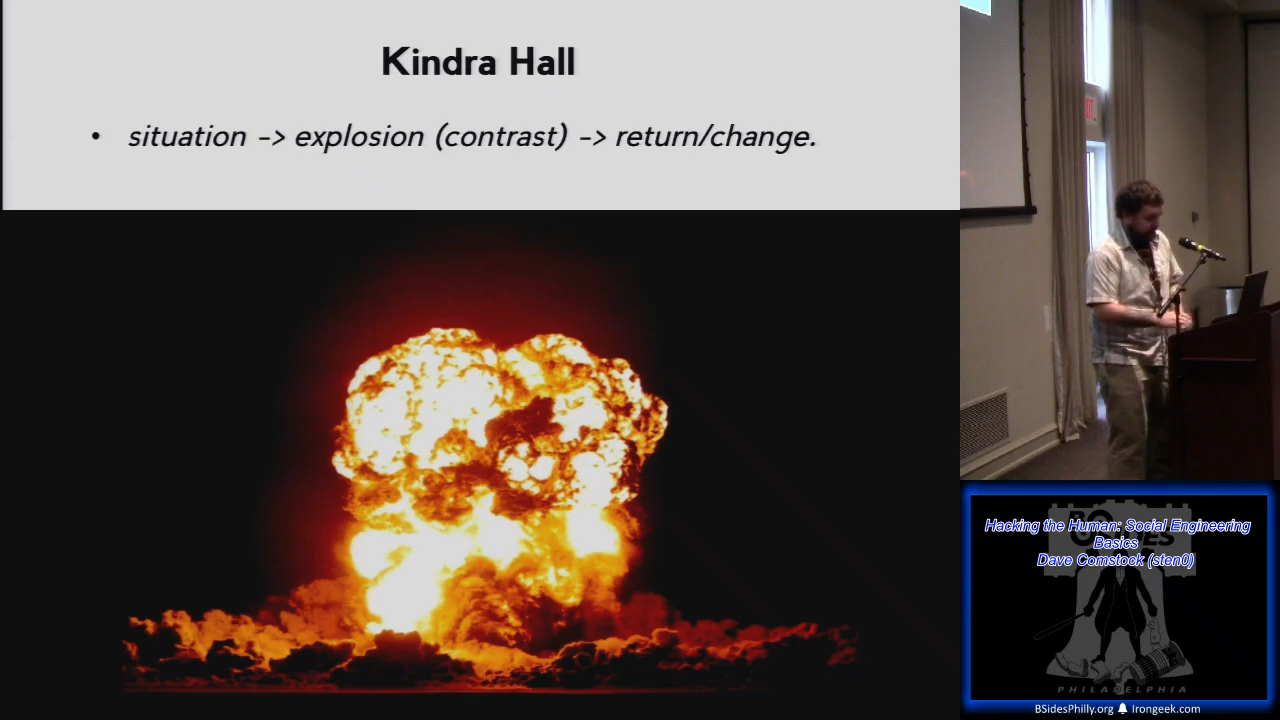 Kindra Hall
• situation -> explosion (contrast) -> return/change.
Hacking the Human: Social Engineering
Basics
Dave Comstock (sten0)
PHILADELPHIA
BSidesPhilly.org Irongeek.com